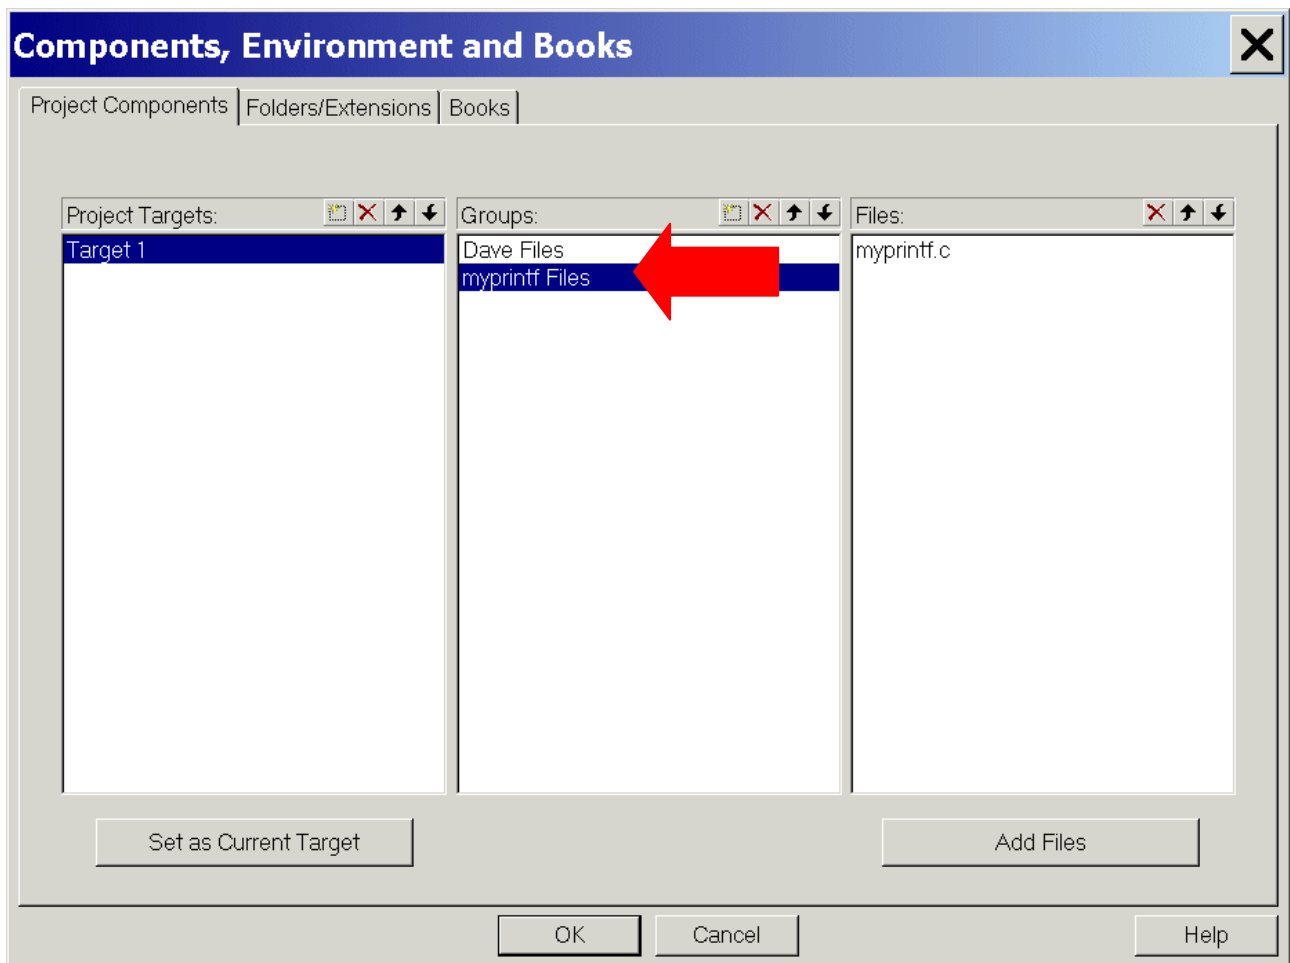 Components, Environment and Books
Project Components Folders/Extensions Books
Project Targets: Groups: Files:
Target 1 Dave Files myprintf.c
myprintf Files
Set as Current Target Add Files
OK Cancel Help